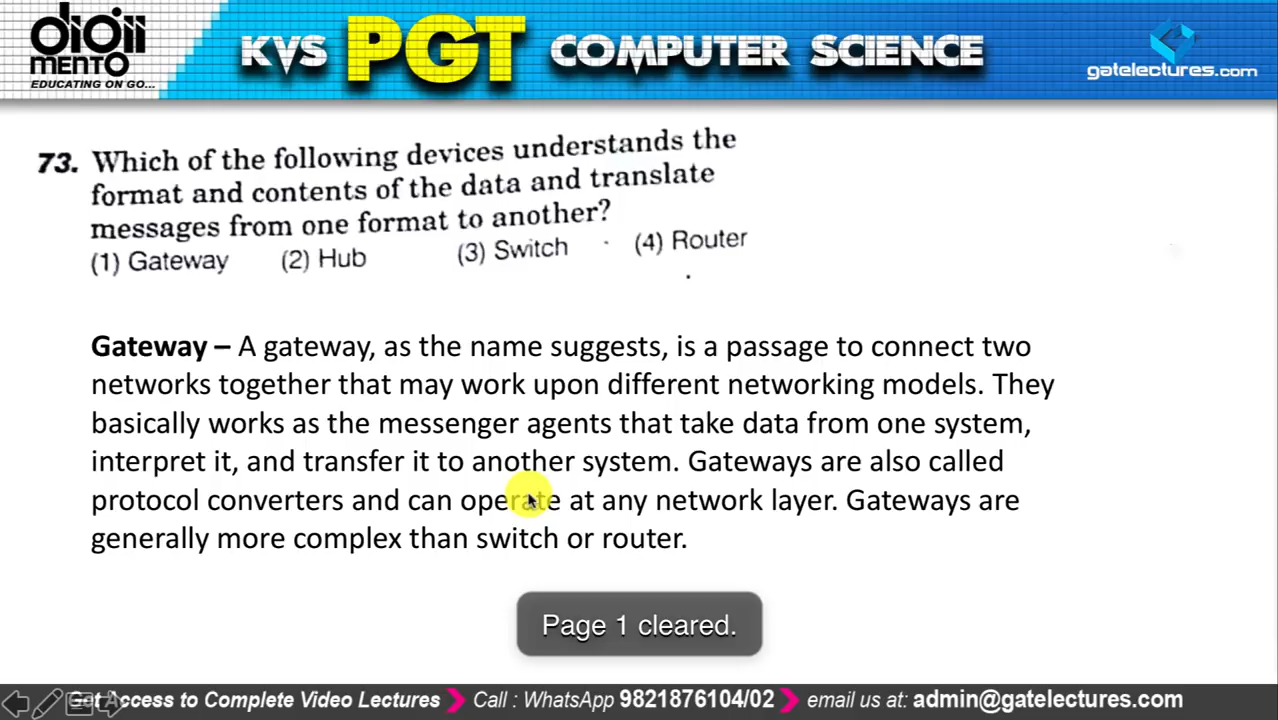 digii
MENTO
EDUCATING ON GO...
KVS PGT COMPUTER SCIENCE
gatelectures.com
73. Which of the following devices understands the
format and contents of the data and translate
messages from one format to another?
(1) Gateway (2) Hub (3) Switch (4) Router
Gateway – A gateway, as the name suggests, is a passage to connect two
networks together that may work upon different networking models. They
basically works as the messenger agents that take data from one system,
interpret it, and transfer it to another system. Gateways are also called
protocol converters and can operate at any network layer. Gateways are
generally more complex than switch or router.
Page 1 cleared.
Get Access to Complete Video Lectures Call : WhatsApp 9821876104/02 email us at: admin@gatelectures.com